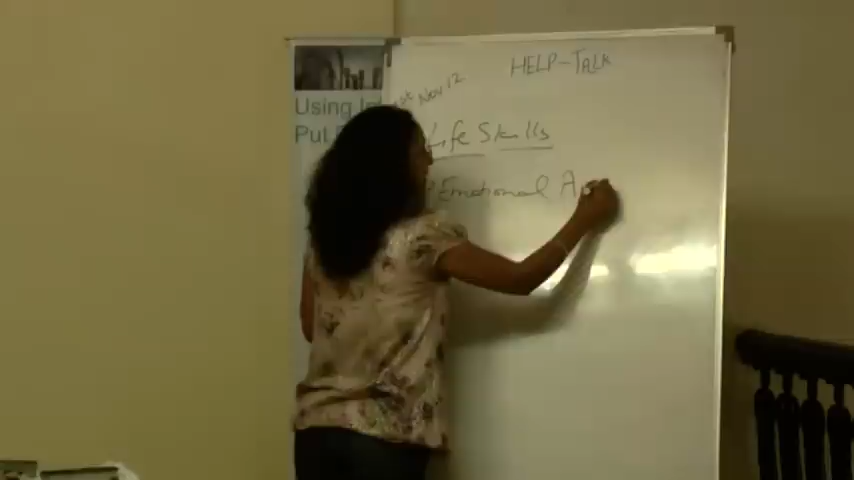 HELP-TALK
Nov 12
Using
Put
Life Skills
Emotional A